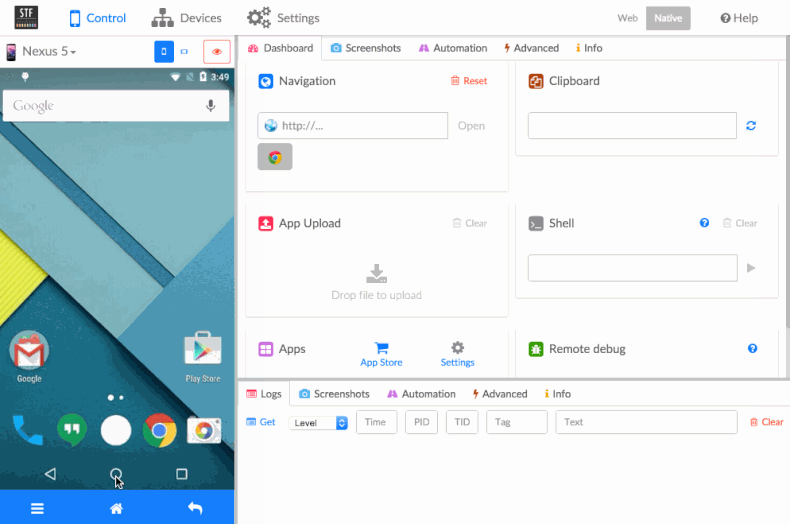 STF
Control
Devices
Settings
Web
Native
Help
Nexus 5
Dashboard
Screenshots
Automation
Advanced
Info
3:49
Google
Navigation
Reset
http://...
Open
Clipboard
App Upload
Clear
Drop file to upload
Shell
Clear
Apps
App Store
Settings
Remote debug
Google
Play Store
Logs
Screenshots
Automation
Advanced
Info
Get
Level
Time
PID
TID
Tag
Text
Clear